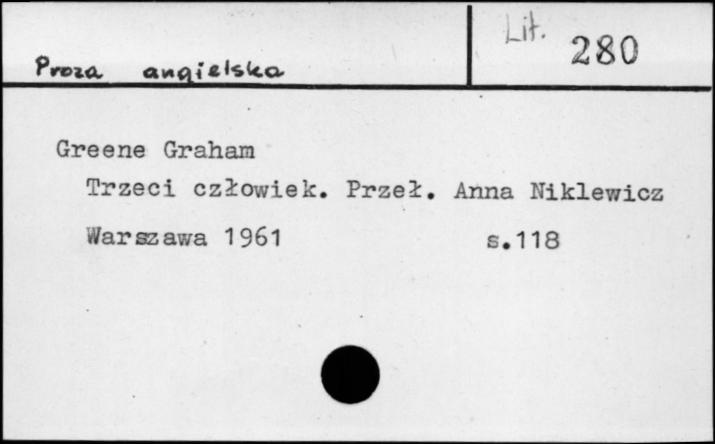 Lit. 280
Proza angielska
Greene Graham
Trzeci człowiek. Przeł. Anna Niklewicz
Warszawa 1961 s.118